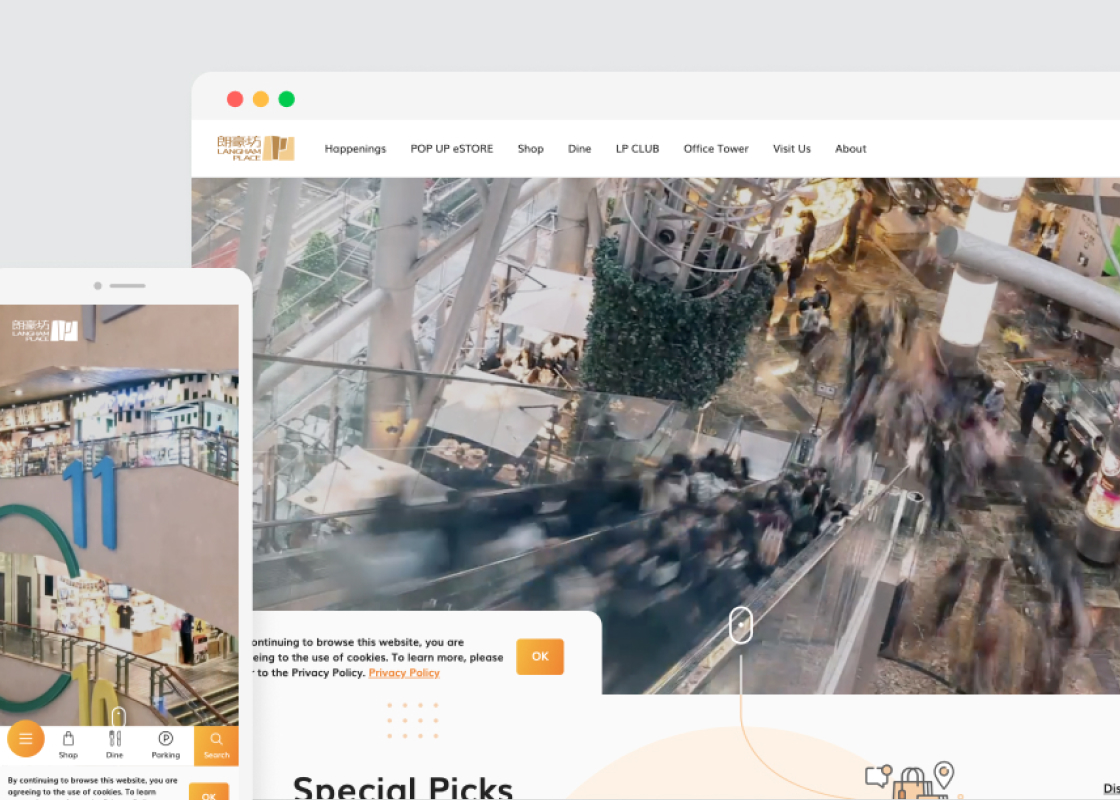 朗豪坊
LANGHAM
PLACE
Happenings POP UP eSTORE Shop Dine LP CLUB Office Tower Visit Us About
朗豪坊
LANGHAM
PLACE
11
10
ontinuing to browse this website, you are
eing to the use of cookies. To learn more, please
r to the Privacy Policy. Privacy Policy
OK
Shop Dine Parking Search
By continuing to browse this website, you are
agreeing to the use of cookies. To learn
OK
Special Picks